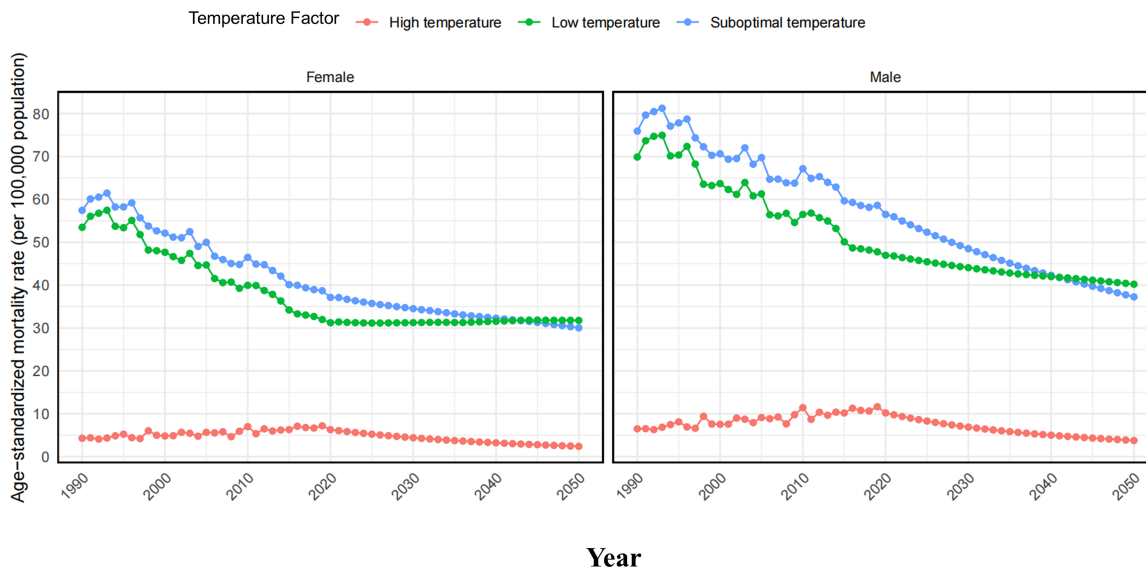 Temperature Factor High temperature Low temperature Suboptimal temperature
Female Male
Age−standardized mortality rate (per 100,000 population)
80
70
60
50
40
30
20
10
0
1990 2000 2010 2020 2030 2040 2050 1990 2000 2010 2020 2030 2040 2050
Year